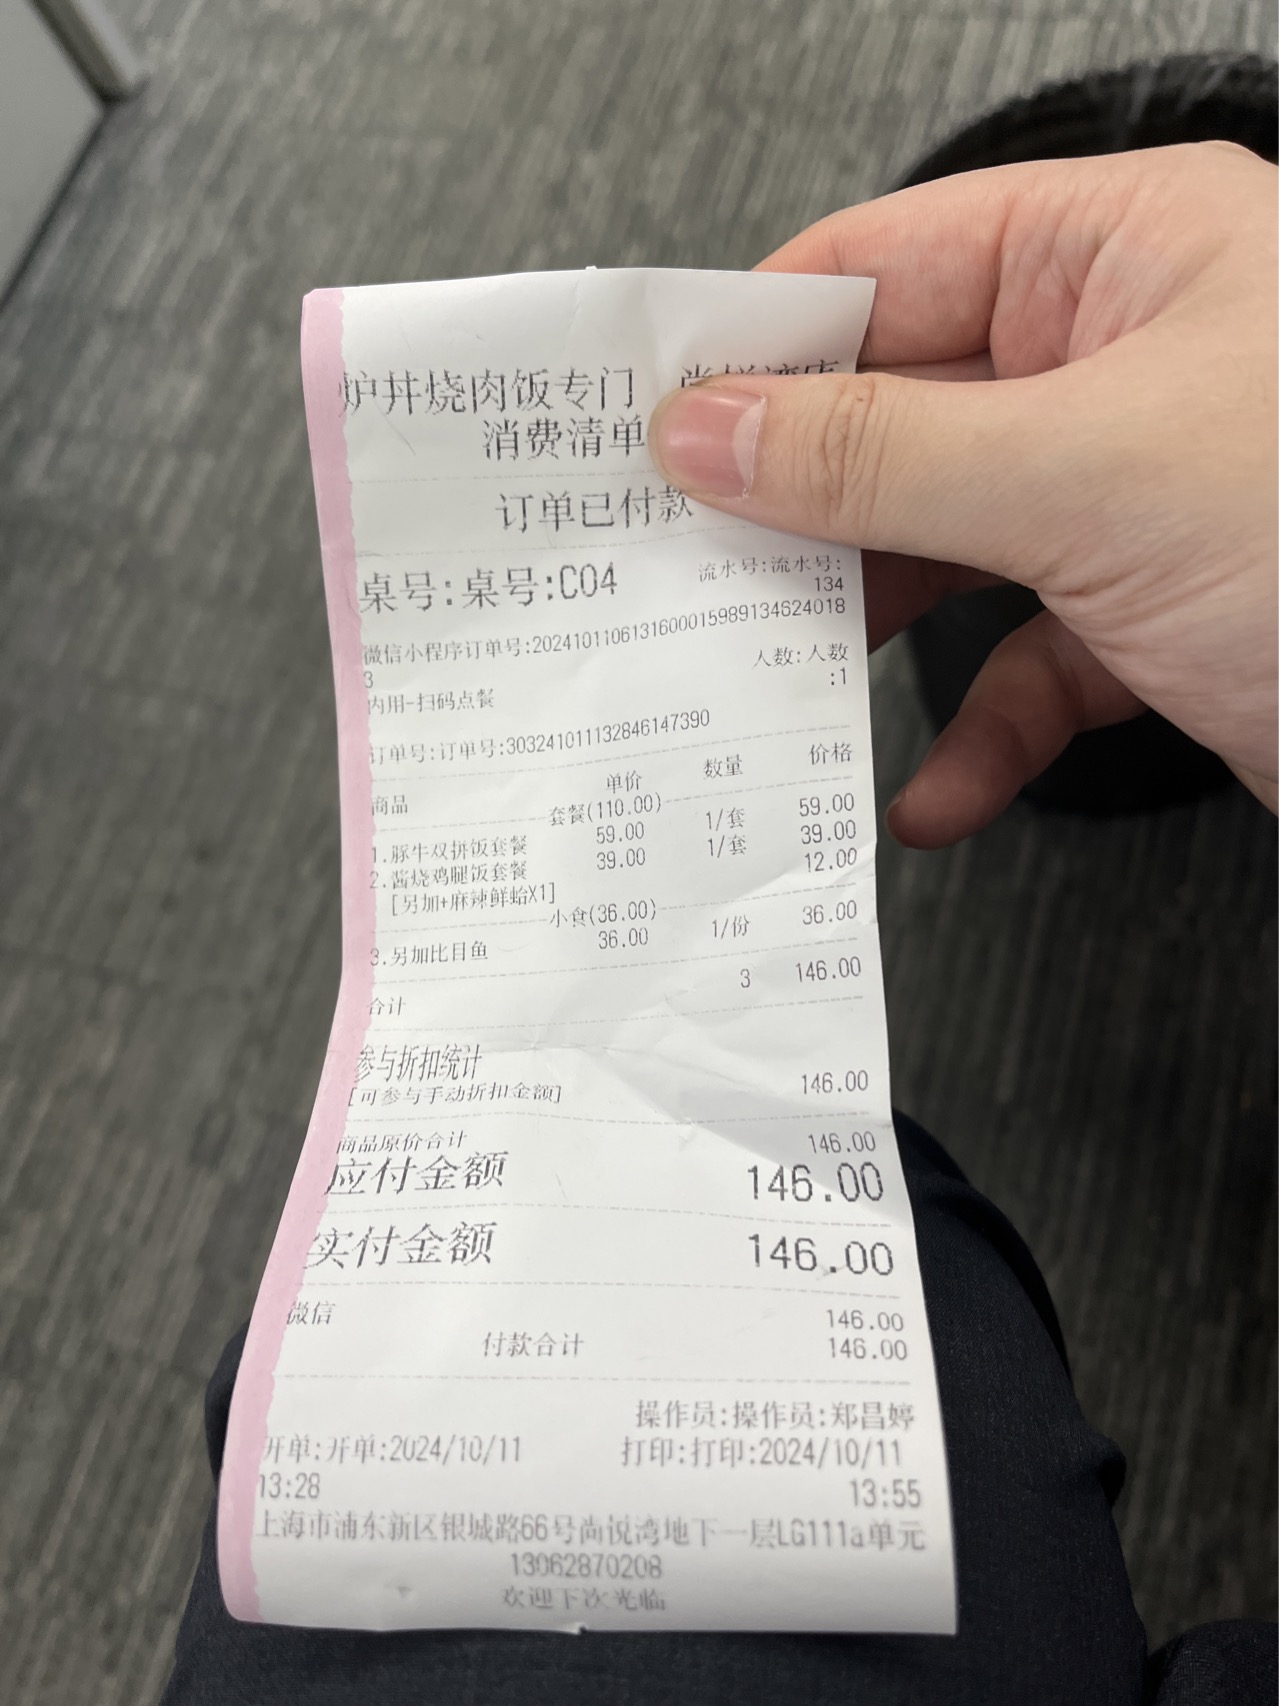 炉丼烧肉饭专门
消费清单
订单已付款
桌号:桌号:C04
流水号:流水号:
134
微信小程序订单号:2024101106131600015989134624018
3
人数:人数
:1
内用-扫码点餐
订单号:订单号:303241011132846147390
商品 单价 数量 价格
套餐(110.00)
1.豚牛双拼饭套餐 59.00 1/套 59.00
2.酱烧鸡腿饭套餐 39.00 1/套 39.00
[另加+麻辣鲜蛤X1] 12.00
小食(36.00)
3.另加比目鱼 36.00 1/份 36.00
合计 3 146.00
参与折扣统计
[可参与手动折扣金额] 146.00
商品原价合计 146.00
应付金额 146.00
实付金额 146.00
微信 146.00
付款合计 146.00
操作员:操作员:郑昌婷
开单:开单:2024/10/11 打印:打印:2024/10/11
13:28 13:55
上海市浦东新区银城路66号尚悦湾地下一层LG111a单元
13062870208
欢迎下次光临